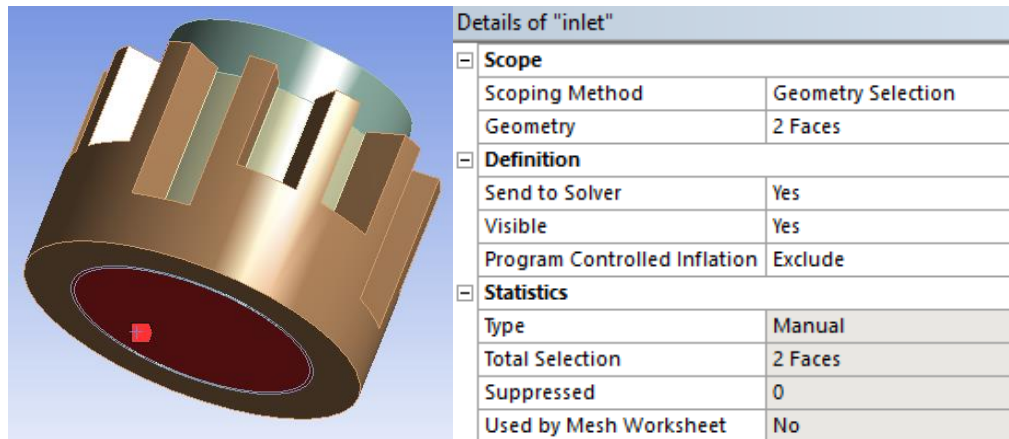 Details of "inlet"
Scope
Scoping Method Geometry Selection
Geometry 2 Faces
Definition
Send to Solver Yes
Visible Yes
Program Controlled Inflation Exclude
Statistics
Type Manual
Total Selection 2 Faces
Suppressed 0
Used by Mesh Worksheet No